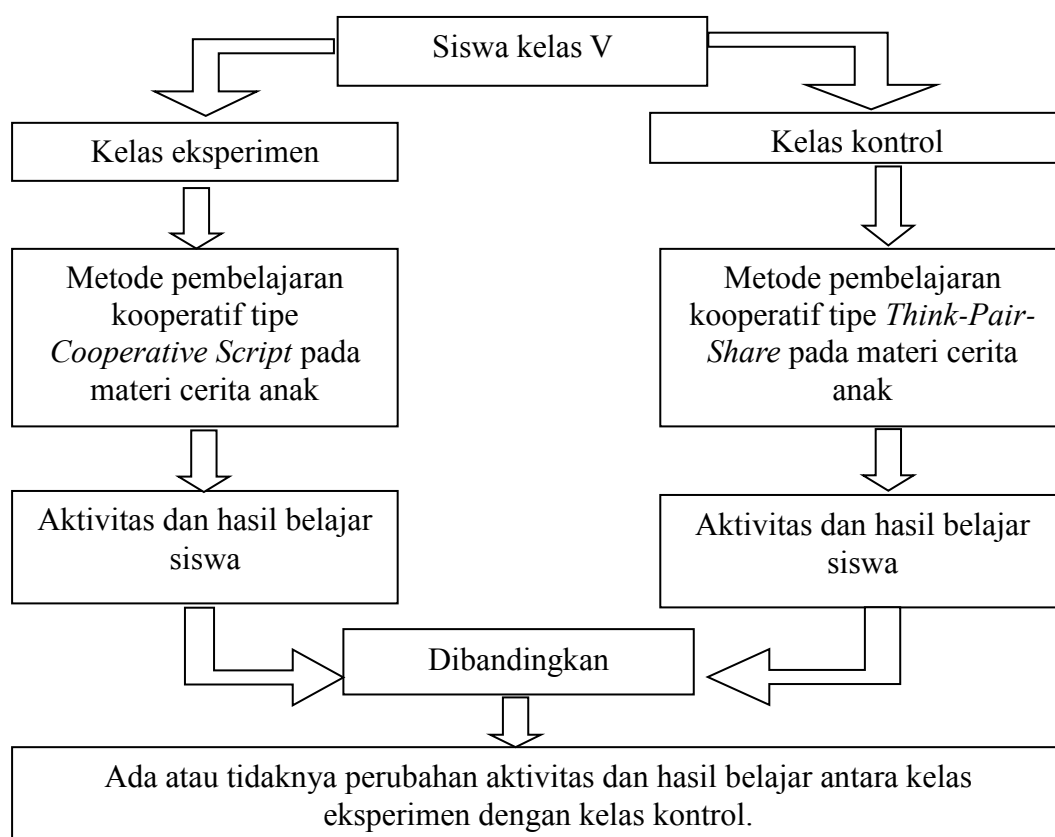 Siswa kelas V
Kelas eksperimen
Kelas kontrol
Metode pembelajaran
kooperatif tipe
Cooperative Script pada
materi cerita anak
Metode pembelajaran
kooperatif tipe Think-Pair-
Share pada materi cerita
anak
Aktivitas dan hasil belajar
siswa
Aktivitas dan hasil belajar
siswa
Dibandingkan
Ada atau tidaknya perubahan aktivitas dan hasil belajar antara kelas
eksperimen dengan kelas kontrol.